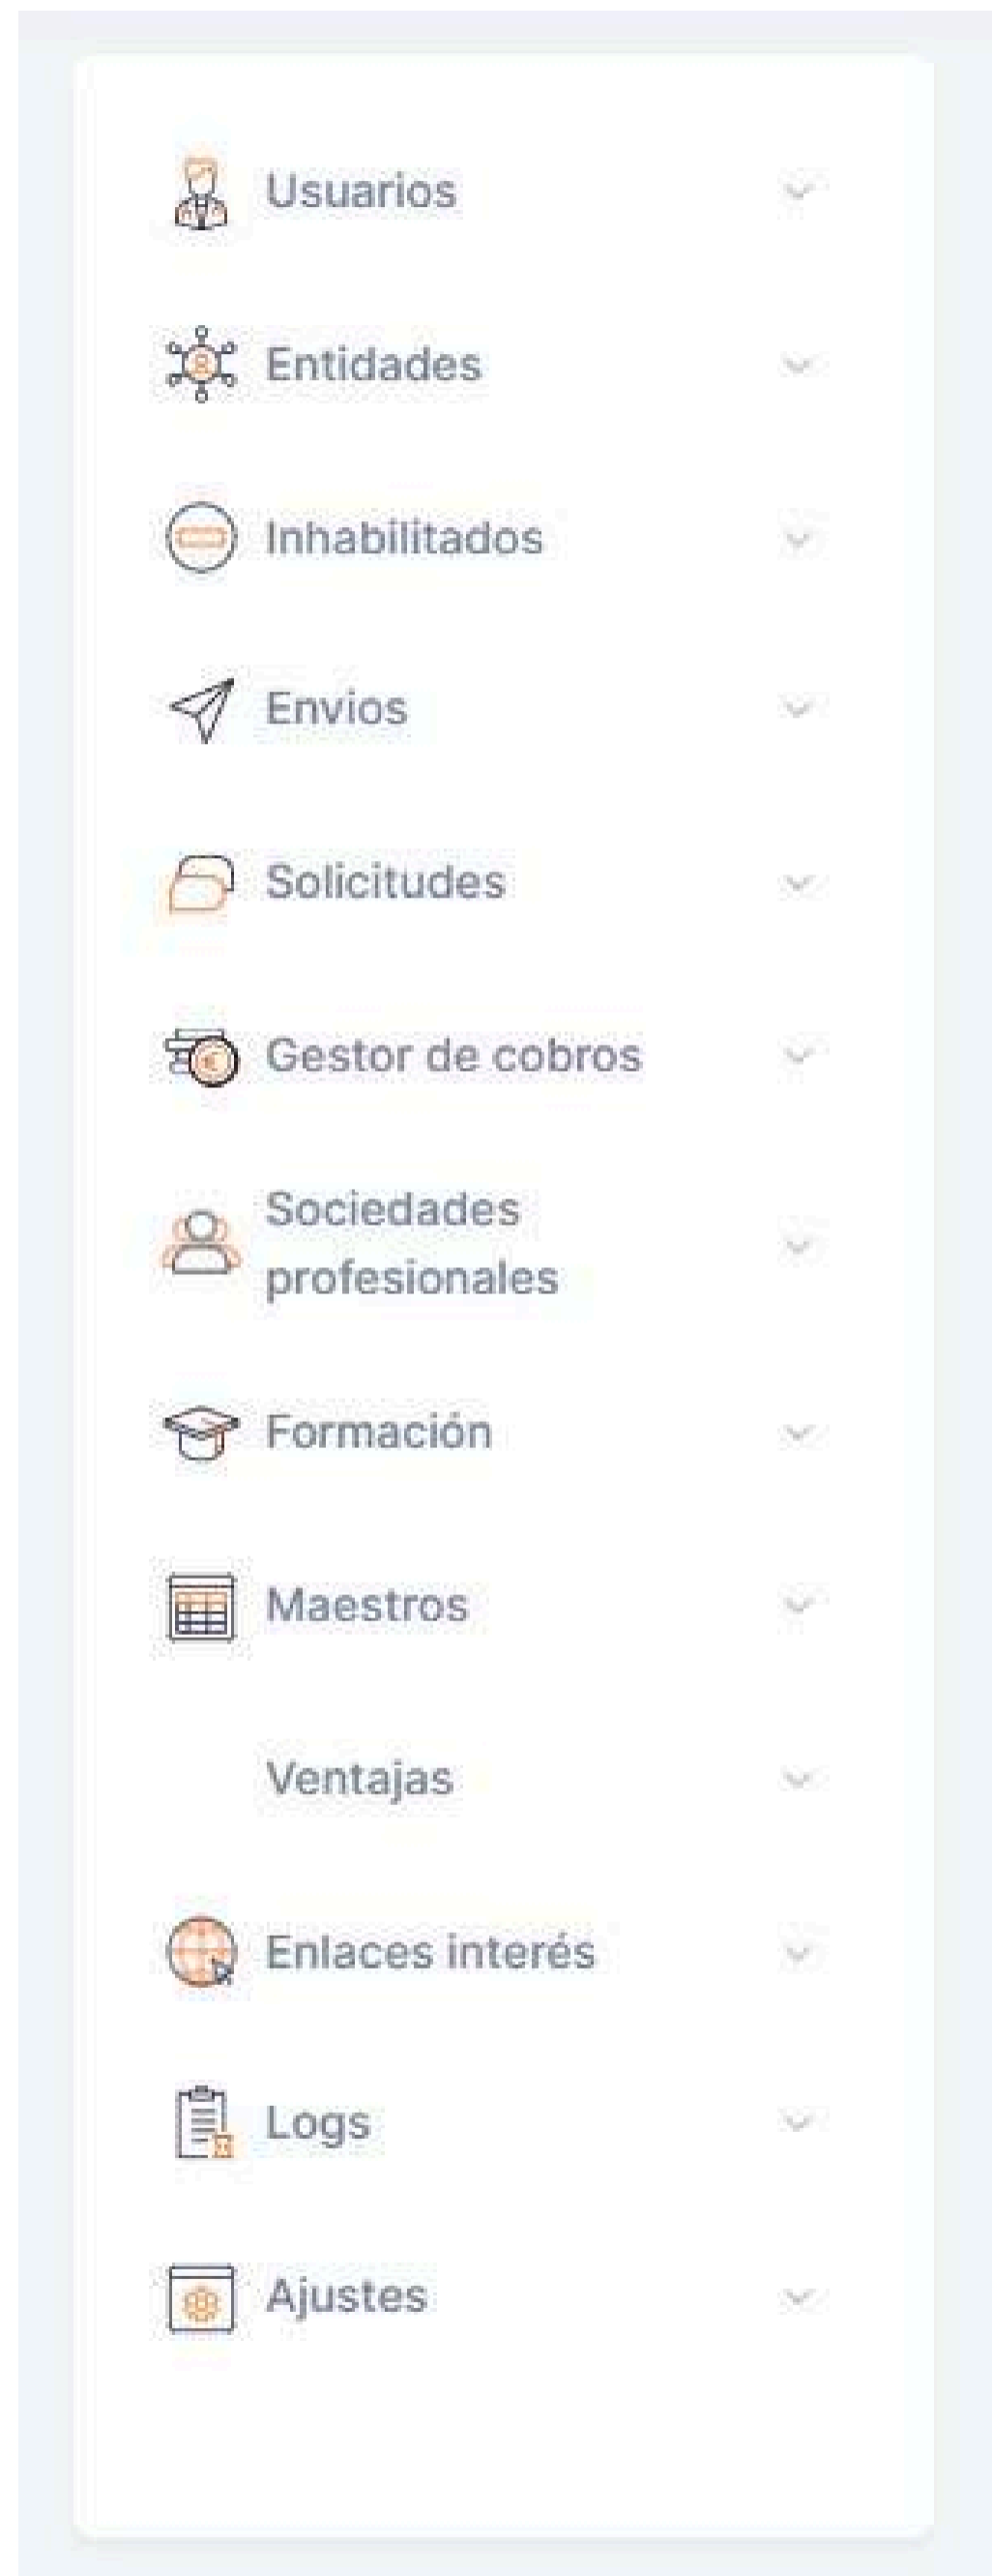 Usuarios
Entidades
Inhabilitados
Envios
Solicitudes
Gestor de cobros
Sociedades
profesionales
Formación
Maestros
Ventajas
Enlaces interés
Logs
Ajustes